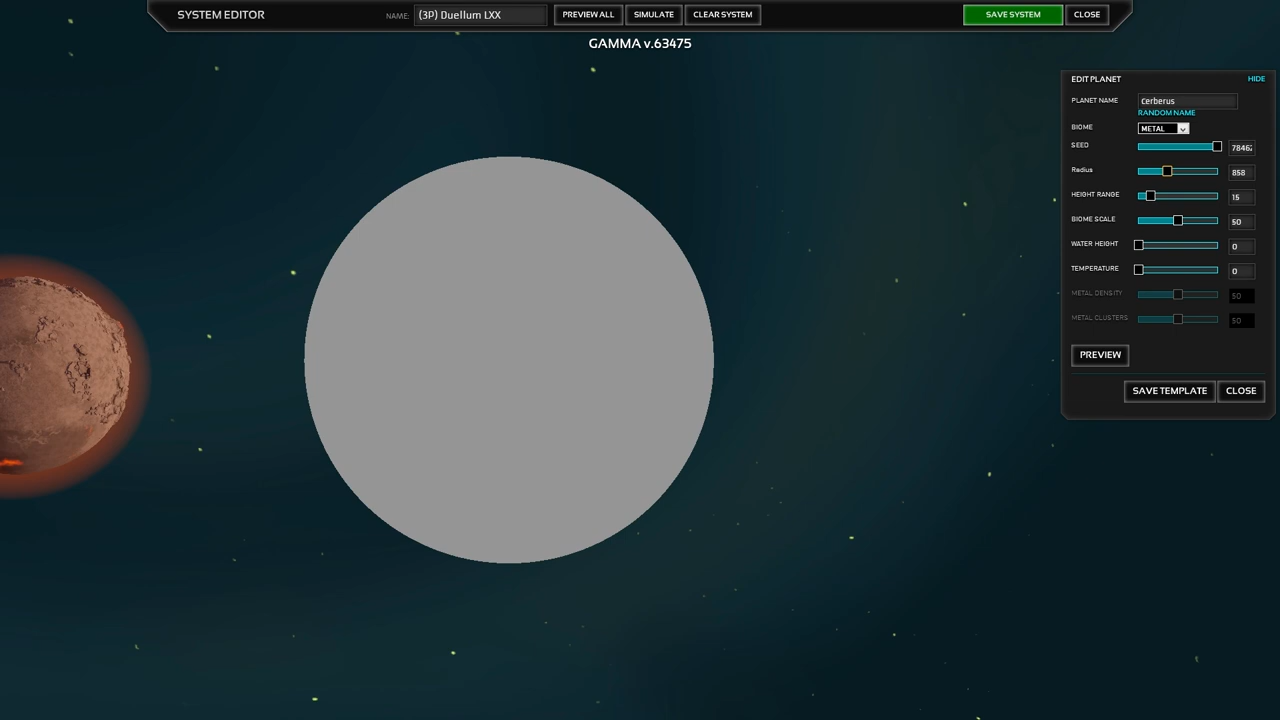 SYSTEM EDITOR NAME: (3P) Duellum LXX PREVIEW ALL SIMULATE CLEAR SYSTEM SAVE SYSTEM CLOSE
GAMMA v.63475
EDIT PLANET HIDE
PLANET NAME Cerberus
RANDOM NAME
BIOME METAL
SEED
Radius 858
HEIGHT RANGE 15
BIOME SCALE 50
WATER HEIGHT 0
TEMPERATURE 0
METAL DENSITY 50
METAL CLUSTERS 50
PREVIEW
SAVE TEMPLATE CLOSE